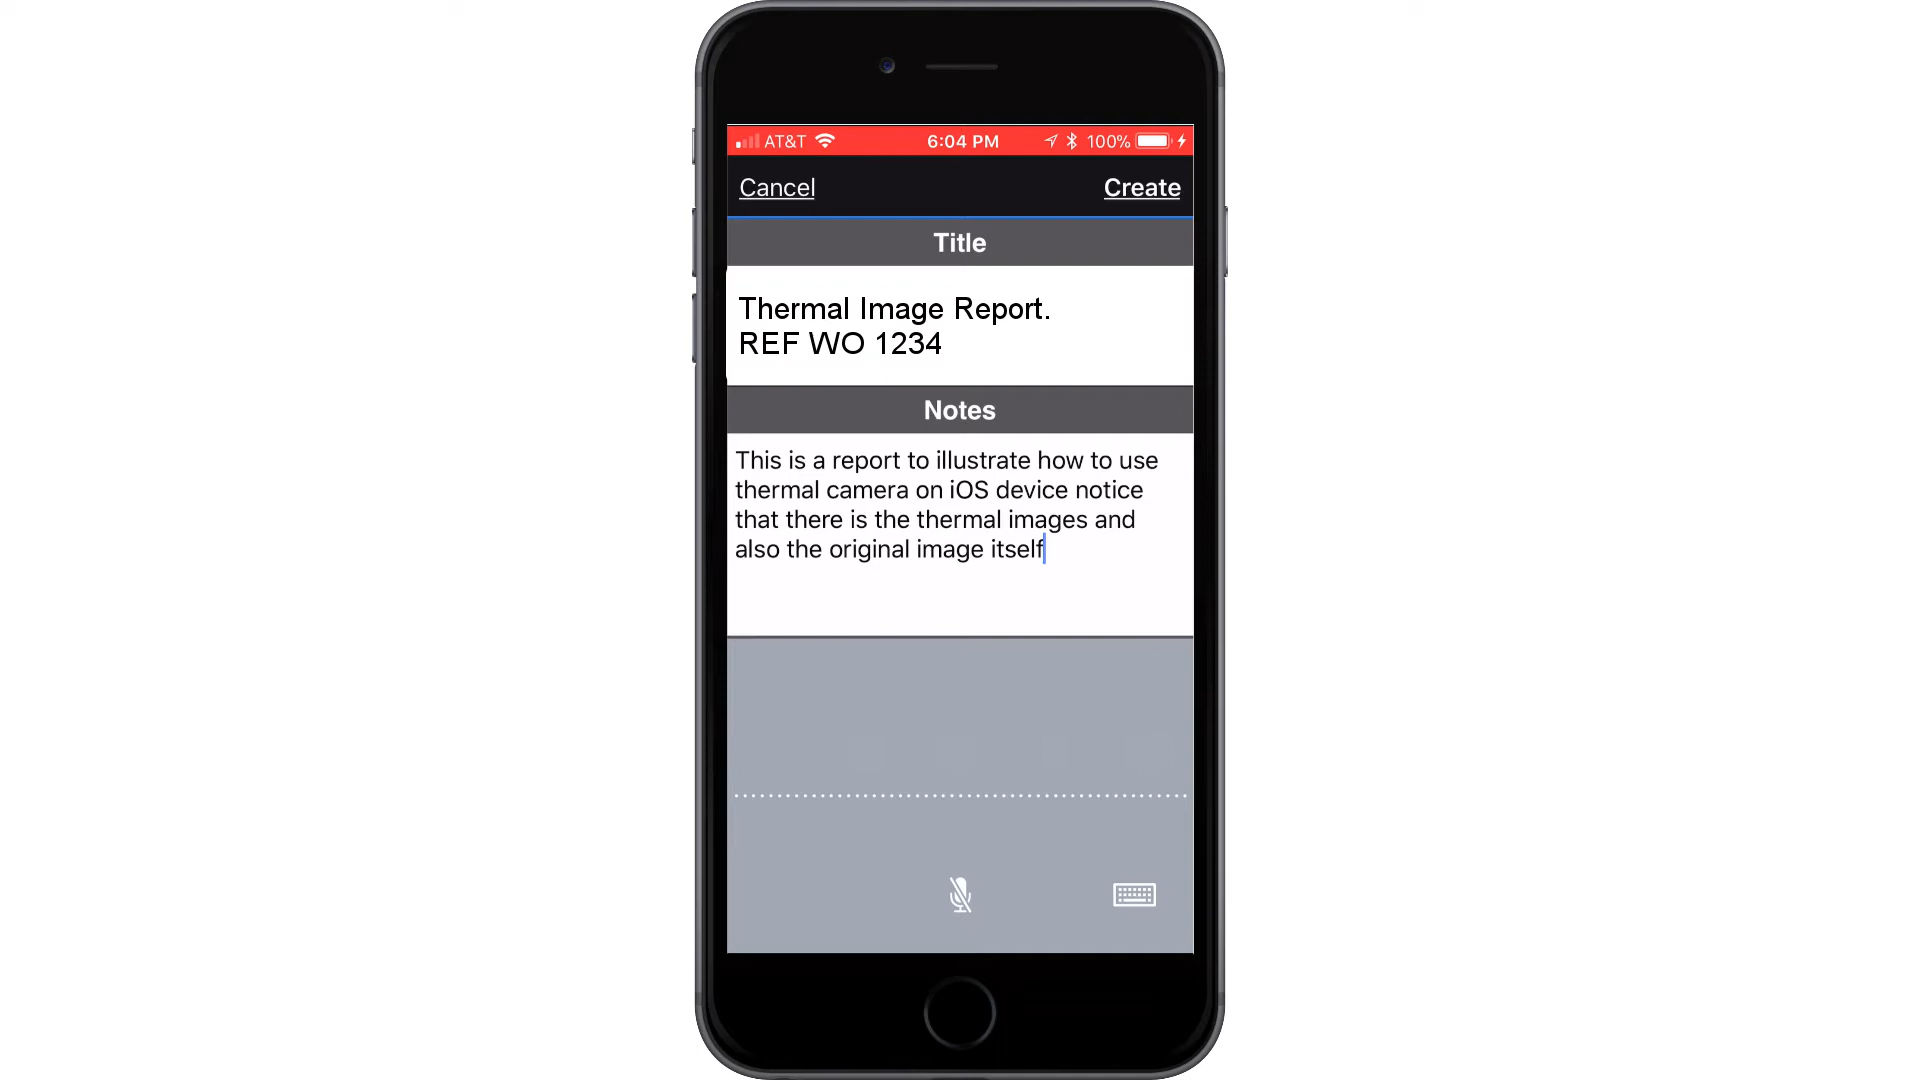 AT&T 6:04 PM 100%
Cancel Create
Title
Thermal Image Report.
REF WO 1234
Notes
This is a report to illustrate how to use
thermal camera on iOS device notice
that there is the thermal images and
also the original image itself